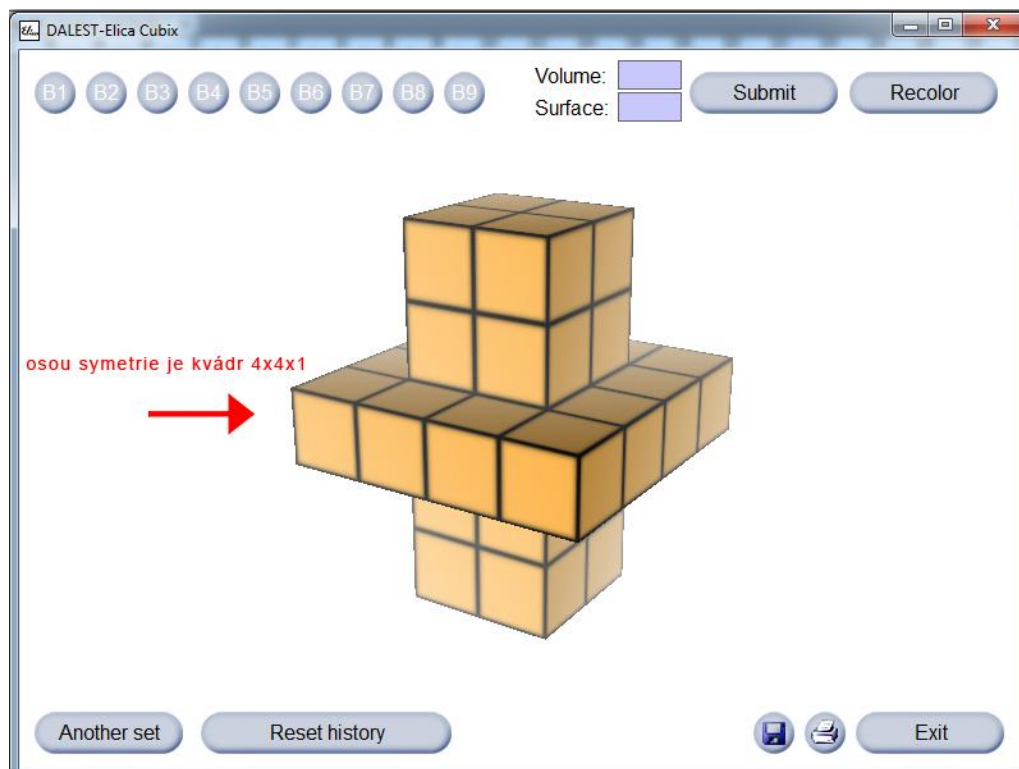 DALEST-Elica Cubix
B1 B2 B3 B4 B5 B6 B7 B8 B9
Volume:
Surface:
Submit
Recolor
osou symetrie je kvádr 4x4x1
Another set
Reset history
Exit